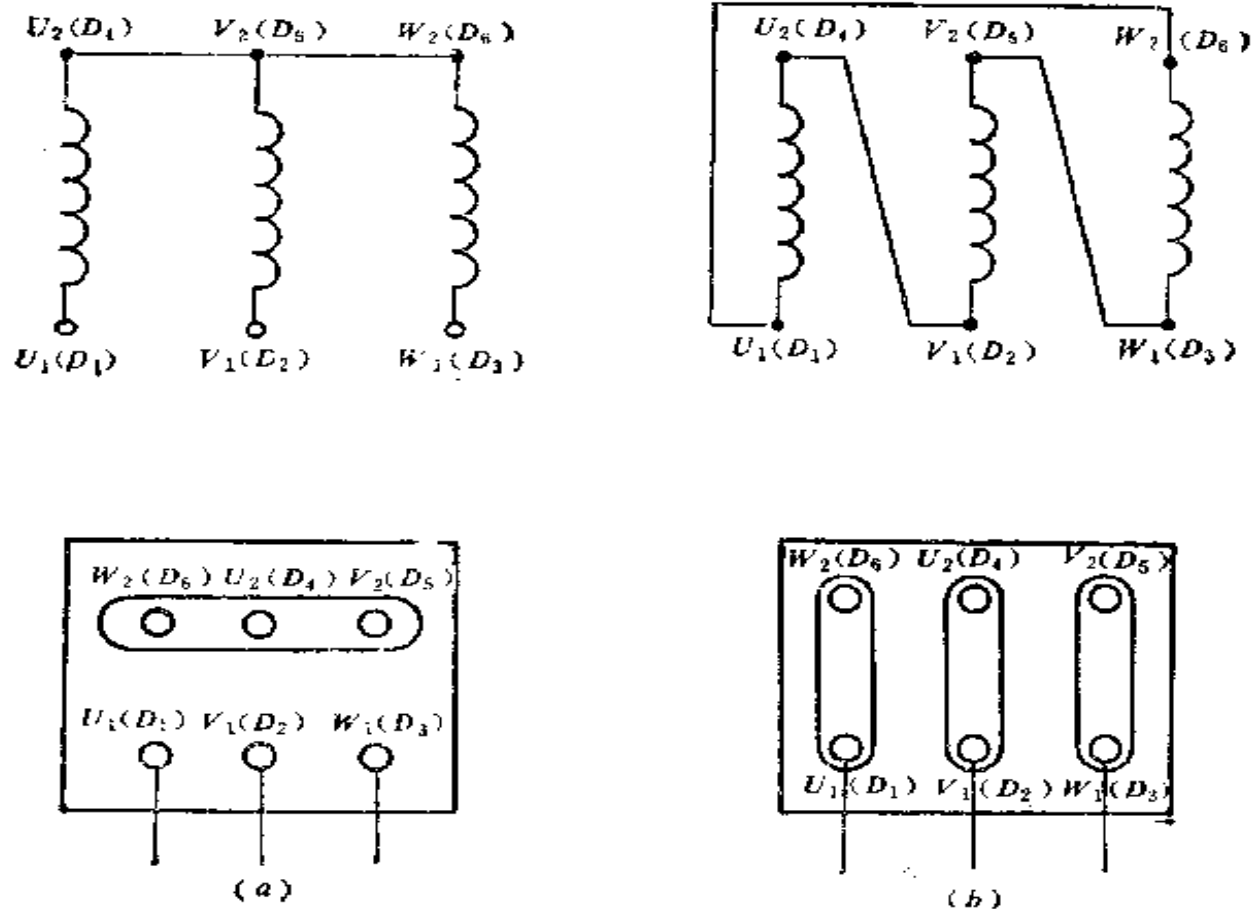 U₂(D₄) V₂(D₅) W₂(D₆)
U₁(D₁) V₁(D₂) W₁(D₃)
U₂(D₄) V₂(D₅) W₂(D₆)
U₁(D₁) V₁(D₂) W₁(D₃)
W₂(D₆) U₂(D₄) V₂(D₅)
U₁(D₁) V₁(D₂) W₁(D₃)
(a)
W₂(D₆) U₂(D₄) V₂(D₅)
U₁(D₁) V₁(D₂) W₁(D₃)
(b)